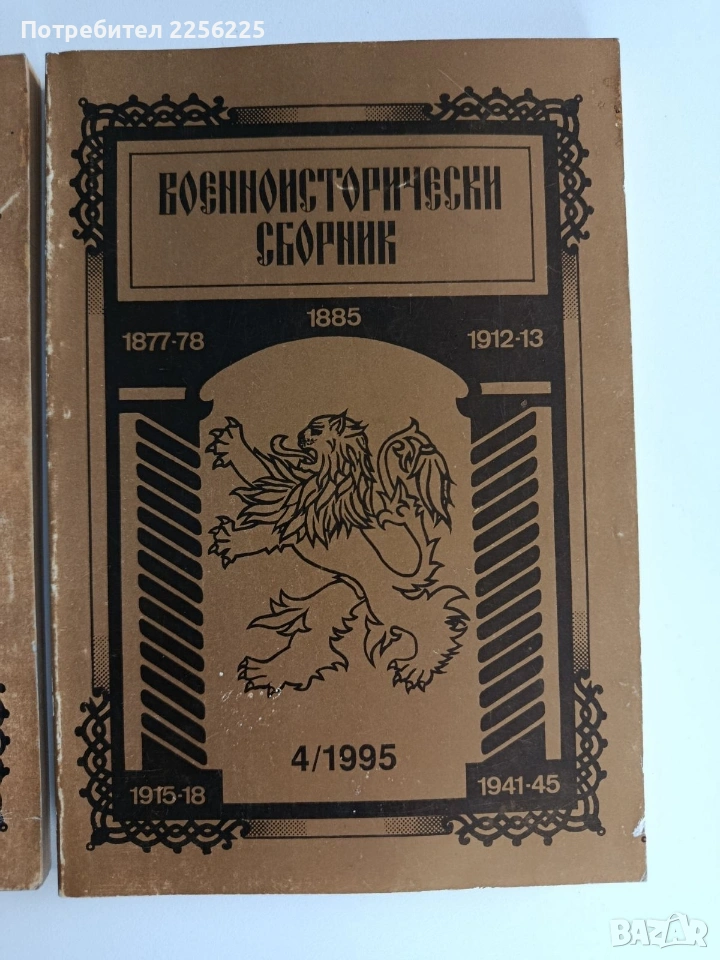 Потребител 2256225
ВОЕННОИСТОРИЧЕСКИ
СБОРНИК
1885
1877-78
1912-13
4/1995
1915-18
1941-45
BAZAR